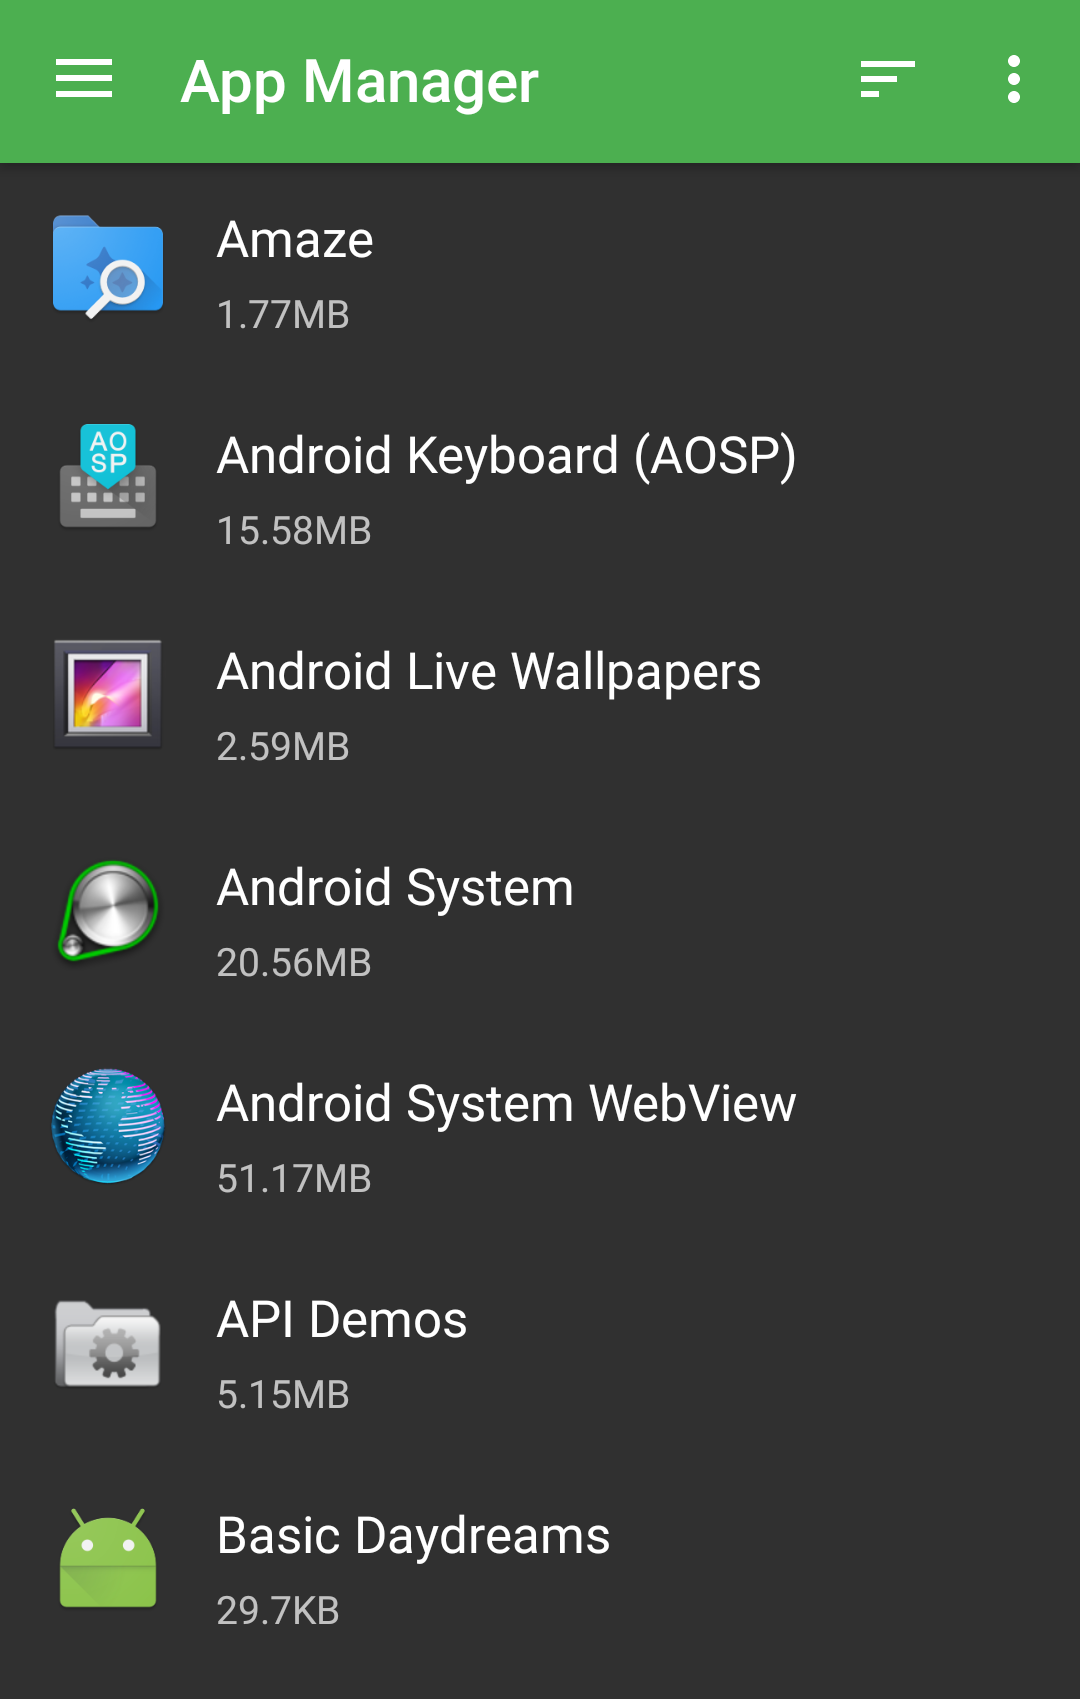 App Manager
Amaze
1.77MB
AO
SP
Android Keyboard (AOSP)
15.58MB
Android Live Wallpapers
2.59MB
Android System
20.56MB
Android System WebView
51.17MB
API Demos
5.15MB
Basic Daydreams
29.7KB